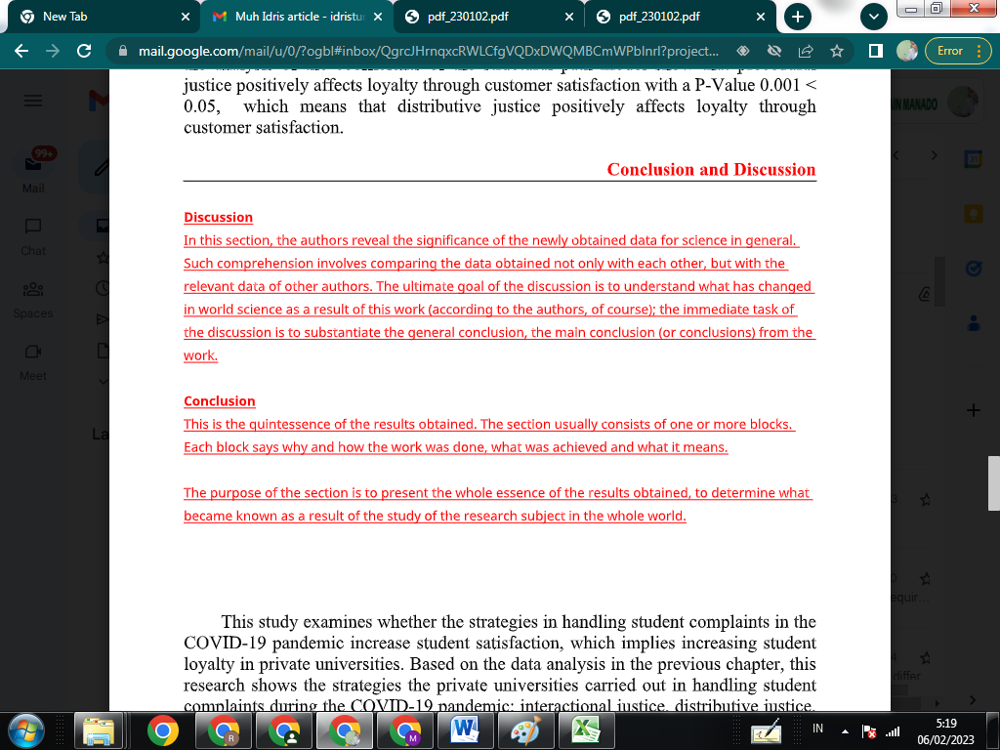 New Tab
Muh Idris article - idristu
pdf_230102.pdf
pdf_230102.pdf
mail.google.com/mail/u/0/?ogbl#inbox/QgrcJHrnqxcRWLCfgVQDxDWQMBCmWPbInrl?project...
Error
justice positively affects loyalty through customer satisfaction with a P-Value 0.001 <
0.05, which means that distributive justice positively affects loyalty through
customer satisfaction.
Conclusion and Discussion
Discussion
In this section, the authors reveal the significance of the newly obtained data for science in general.
Such comprehension involves comparing the data obtained not only with each other, but with the
relevant data of other authors. The ultimate goal of the discussion is to understand what has changed
in world science as a result of this work (according to the authors, of course); the immediate task of
the discussion is to substantiate the general conclusion, the main conclusion (or conclusions) from the
work.
Conclusion
This is the quintessence of the results obtained. The section usually consists of one or more blocks.
Each block says why and how the work was done, what was achieved and what it means.
The purpose of the section is to present the whole essence of the results obtained, to determine what
became known as a result of the study of the research subject in the whole world.
This study examines whether the strategies in handling student complaints in the
COVID-19 pandemic increase student satisfaction, which implies increasing student
loyalty in private universities. Based on the data analysis in the previous chapter, this
research shows the strategies the private universities carried out in handling student
complaints during the COVID-19 pandemic: interactional justice, distributive justice,
99+
Mail
Chat
Spaces
Meet
La
IN MANADO
equir...
differ
IN
5:19
06/02/2023